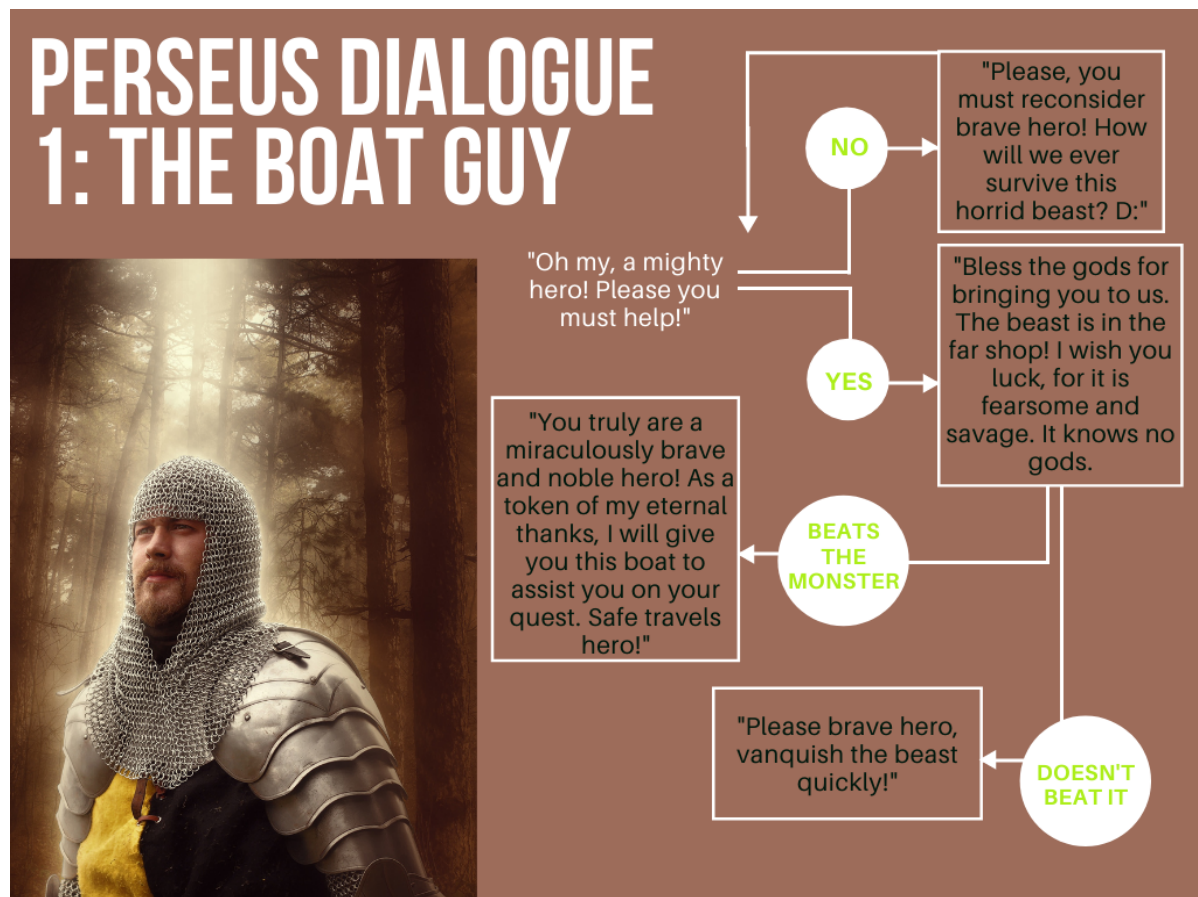 PERSEUS DIALOGUE
1: THE BOAT GUY
"Oh my, a mighty
hero! Please you
must help!"
NO
"Please, you
must reconsider
brave hero! How
will we ever
survive this
horrid beast? D:"
YES
"Bless the gods for
bringing you to us.
The beast is in the
far shop! I wish you
luck, for it is
fearsome and
savage. It knows no
gods.
BEATS
THE
MONSTER
"You truly are a
miraculously brave
and noble hero! As a
token of my eternal
thanks, I will give
you this boat to
assist you on your
quest. Safe travels
hero!"
DOESN'T
BEAT IT
"Please brave hero,
vanquish the beast
quickly!"